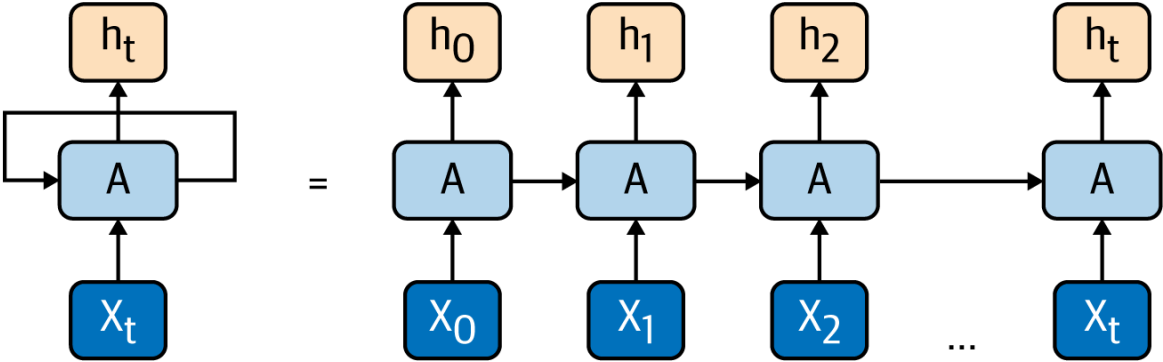 hₜ h₀ h₁ h₂ hₜ
A = A A A A
Xₜ X₀ X₁ X₂ ... Xₜ